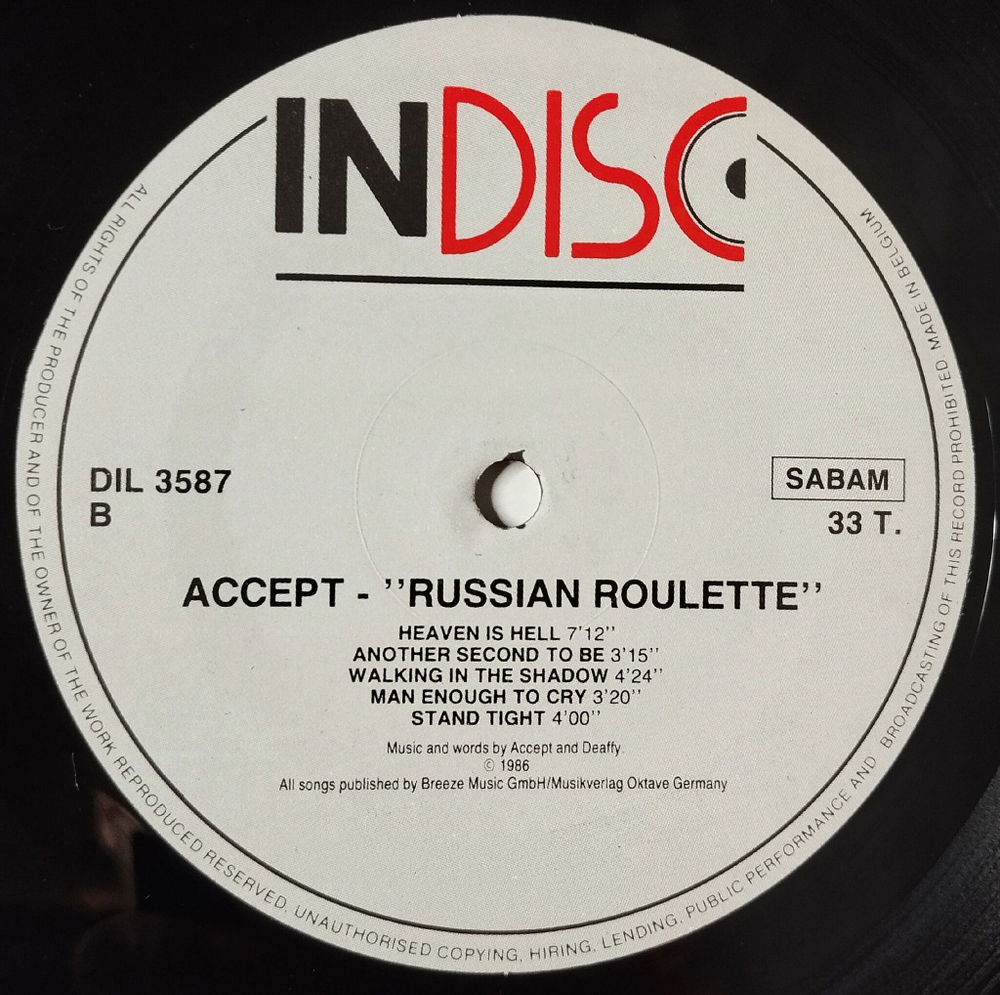 INDISC
DIL 3587
B
SABAM
33 T.
ACCEPT - ’’RUSSIAN ROULETTE’’
HEAVEN IS HELL 7’12’’
ANOTHER SECOND TO BE 3’15’’
WALKING IN THE SHADOW 4’24’’
MAN ENOUGH TO CRY 3’20’’
STAND TIGHT 4’00’’
Music and words by Accept and Deaffy.
© 1986
All songs published by Breeze Music GmbH/Musikverlag Oktave Germany
ALL RIGHTS OF THE PRODUCER AND OF THE OWNER OF THE WORK REPRODUCED RESERVED. UNAUTHORISED COPYING, HIRING, LENDING, PUBLIC PERFORMANCE AND BROADCASTING OF THIS RECORD PROHIBITED. MADE IN BELGIUM